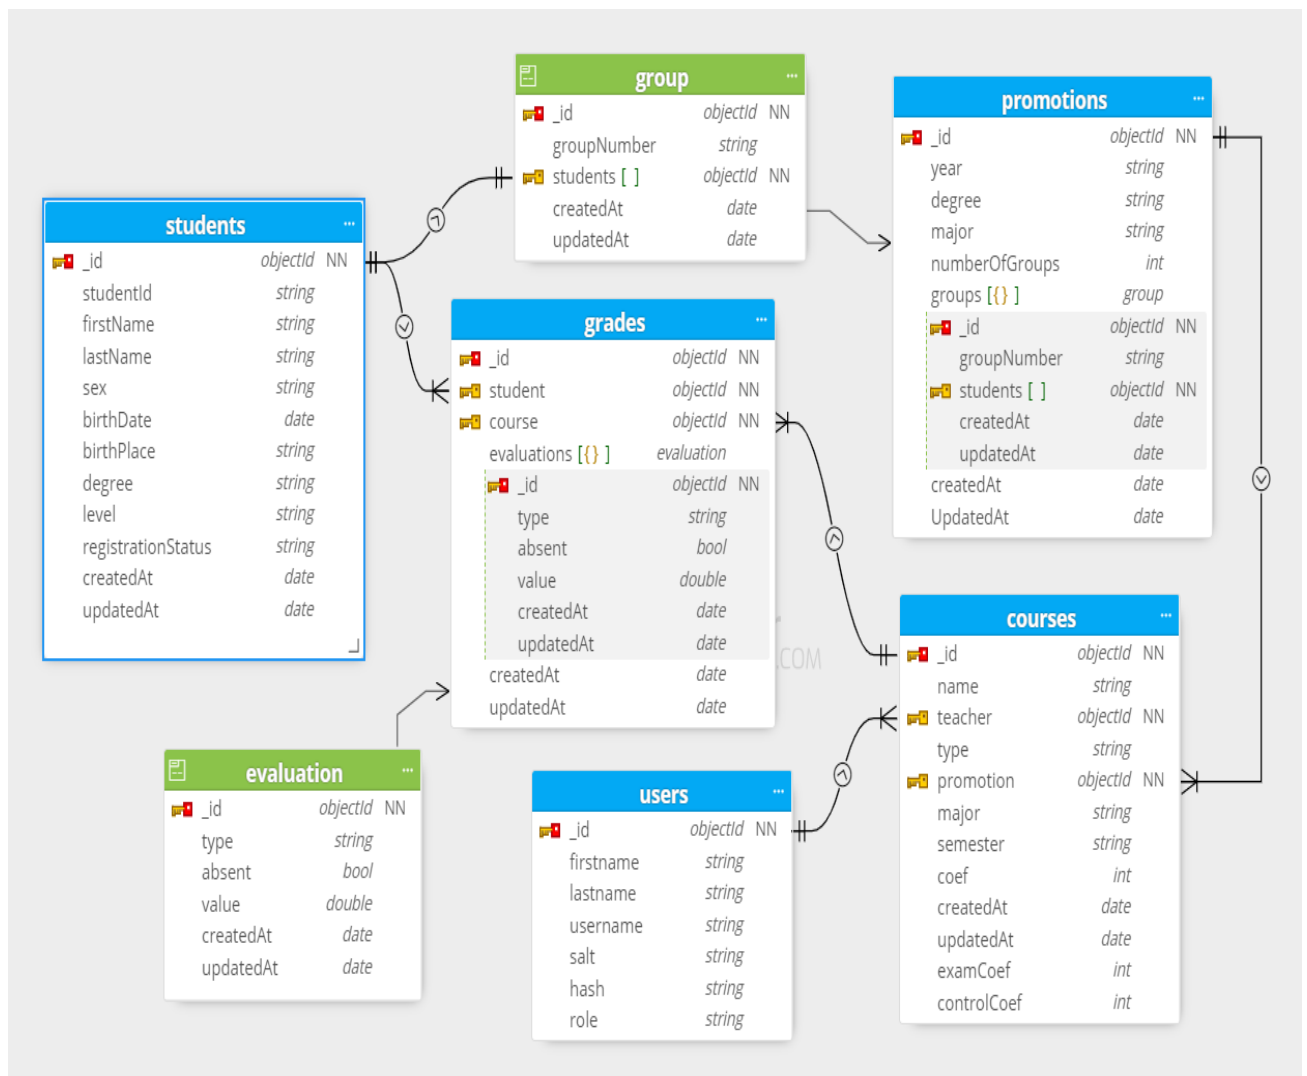 group
_id objectId NN
groupNumber string
students [ ] objectId NN
createdAt date
updatedAt date
promotions
_id objectId NN
year string
degree string
major string
numberOfGroups int
groups [{} ] group
_id objectId NN
groupNumber string
students [ ] objectId NN
createdAt date
updatedAt date
createdAt date
UpdatedAt date
students
_id objectId NN
studentId string
firstName string
lastName string
sex string
birthDate date
birthPlace string
degree string
level string
registrationStatus string
createdAt date
updatedAt date
grades
_id objectId NN
student objectId NN
course objectId NN
evaluations [{} ] evaluation
_id objectId NN
type string
absent bool
value double
createdAt date
updatedAt date
createdAt date
updatedAt date
.COM
courses
_id objectId NN
name string
teacher objectId NN
type string
promotion objectId NN
major string
semester string
coef int
createdAt date
updatedAt date
examCoef int
controlCoef int
evaluation
_id objectId NN
type string
absent bool
value double
createdAt date
updatedAt date
users
_id objectId NN
firstname string
lastname string
username string
salt string
hash string
role string